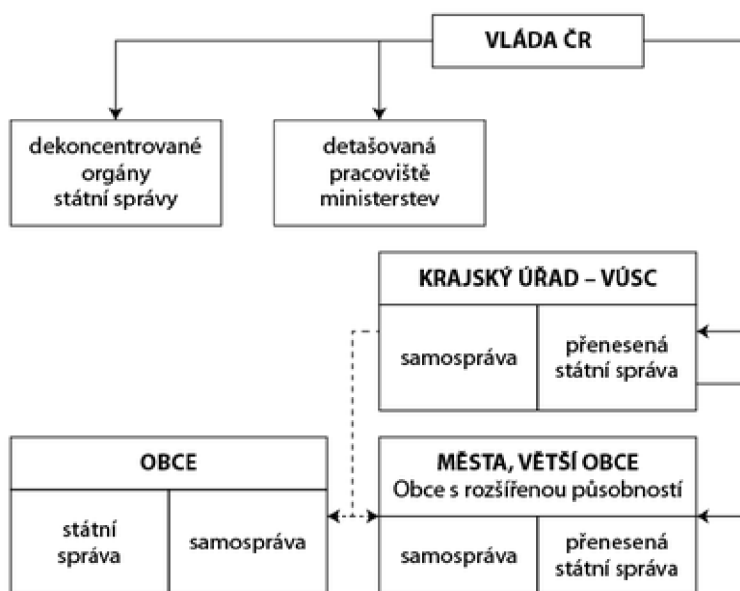 VLÁDA ČR
dekoncentrované
orgány
státní správy
detašovaná
pracoviště
ministerstev
KRAJSKÝ ÚŘAD – VÚSC
samospráva
přenesená
státní správa
OBCE
státní
správa
samospráva
MĚSTA, VĚTŠÍ OBCE
Obce s rozšířenou působností
samospráva
přenesená
státní správa